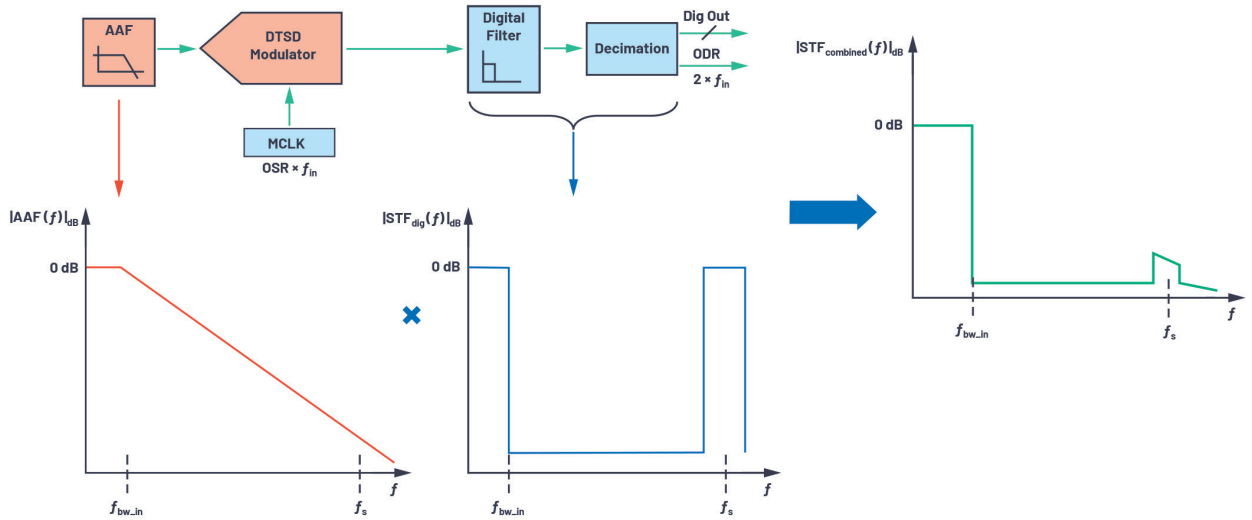 AAF
DTSD
Modulator
Digital
Filter
Decimation
Dig Out
ODR
2 × fin
MCLK
OSR × fin
|AAF(f)|dB
0 dB
fbw_in
fs
f
|STFdig(f)|dB
0 dB
fbw_in
fs
f
|STFcombined(f)|dB
0 dB
fbw_in
fs
f